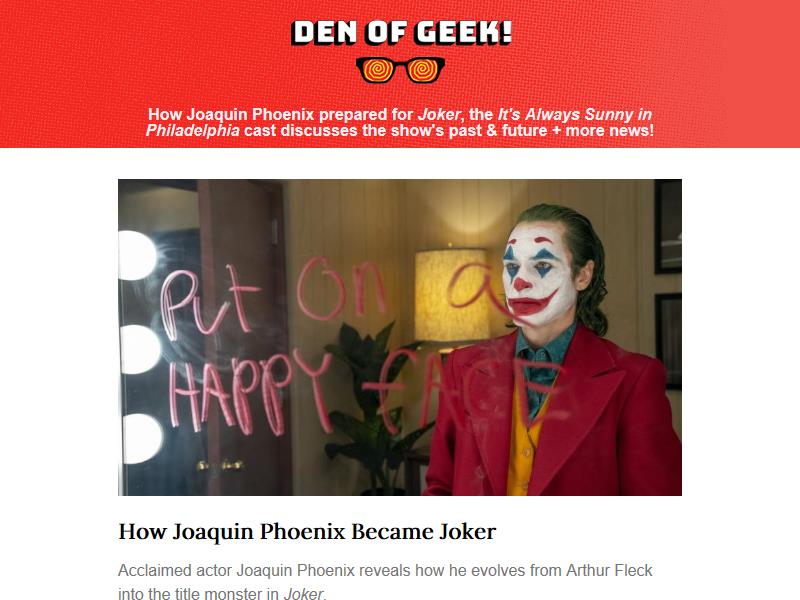 DEN OF GEEK!
How Joaquin Phoenix prepared for Joker, the It's Always Sunny in
Philadelphia cast discusses the show's past & future + more news!
Put on a
HAPPY fACE
How Joaquin Phoenix Became Joker
Acclaimed actor Joaquin Phoenix reveals how he evolves from Arthur Fleck
into the title monster in Joker.